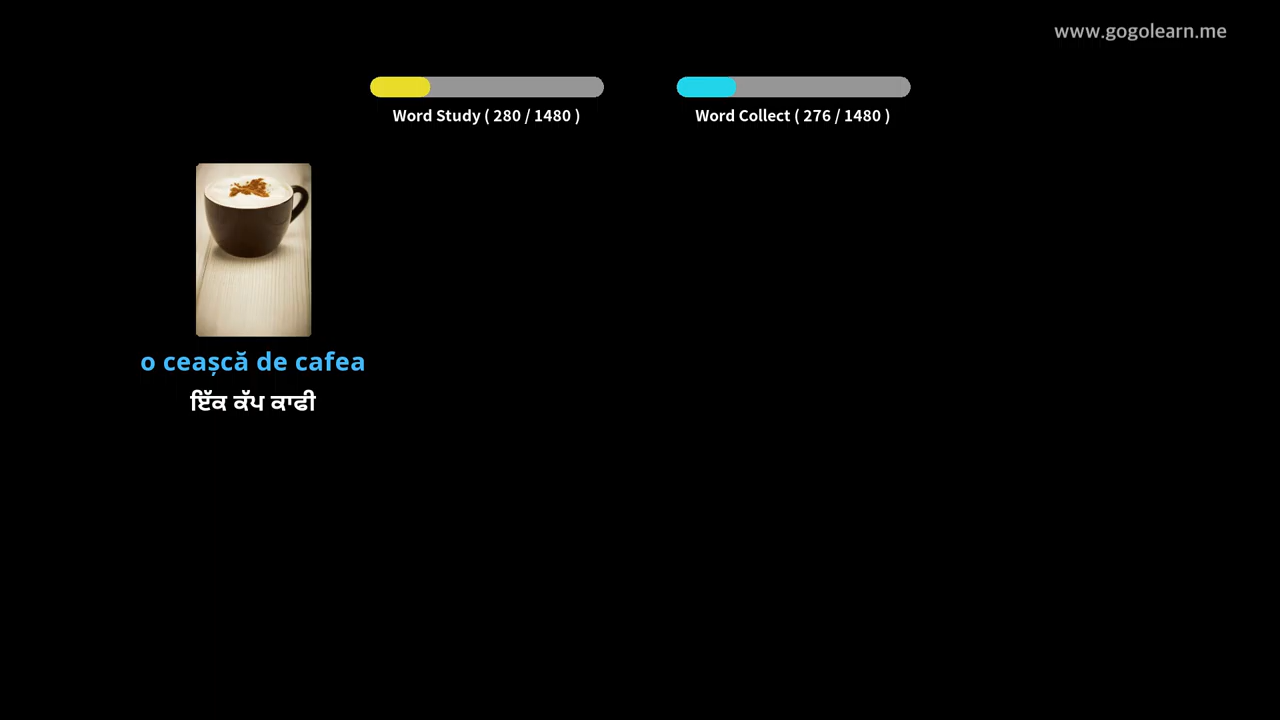 www.gogolearn.me
Word Study ( 280 / 1480 )
Word Collect ( 276 / 1480 )
o ceașcă de cafea
ਇੱਕ ਕੱਪ ਕਾਫੀ